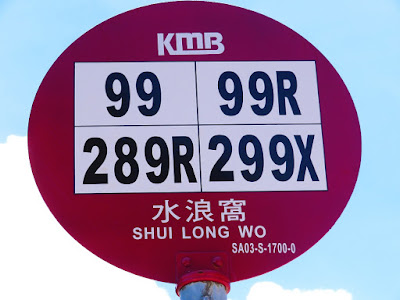 KMB
99 99R
289R 299X
水浪窩
SHUI LONG WO
SA03-S-1700-0